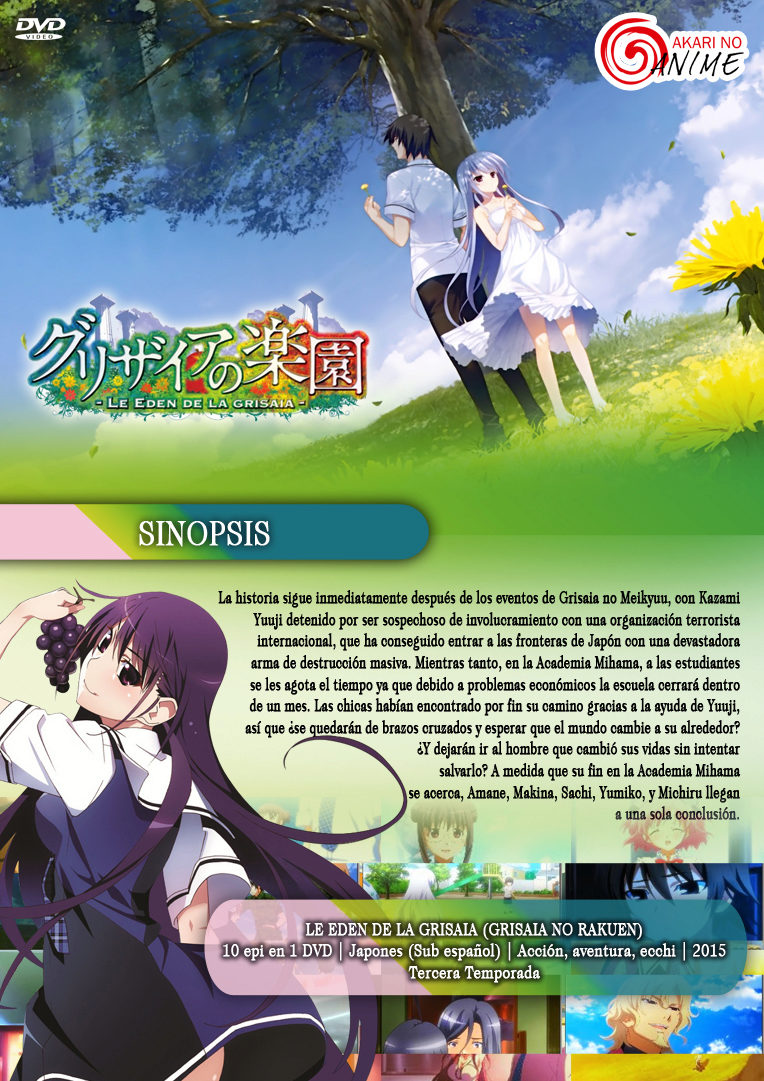 DVD
VIDEO
AKARI NO
ANIME
グリザイアの楽園
- LE EDEN DE LA GRISAIA -
SINOPSIS
La historia sigue inmediatamente después de los eventos de Grisaia no Meikyuu, con Kazami
Yuuji detenido por ser sospechoso de involucramiento con una organización terrorista
internacional, que ha conseguido entrar a las fronteras de Japón con una devastadora
arma de destrucción masiva. Mientras tanto, en la Academia Mihama, a las estudiantes
se les agota el tiempo ya que debido a problemas económicos la escuela cerrará dentro
de un mes. Las chicas habían encontrado por fin su camino gracias a la ayuda de Yuuji,
así que ¿se quedarán de brazos cruzados y esperar que el mundo cambie a su alrededor?
¿Y dejarán ir al hombre que cambió sus vidas sin intentar
salvarlo? A medida que su fin en la Academia Mihama
se acerca, Amane, Makina, Sachi, Yumiko, y Michiru llegan
a una sola conclusión.
LE EDEN DE LA GRISAIA (GRISAIA NO RAKUEN)
10 epi en 1 DVD | Japones (Sub español) | Acción, aventura, ecchi | 2015
Tercera Temporada